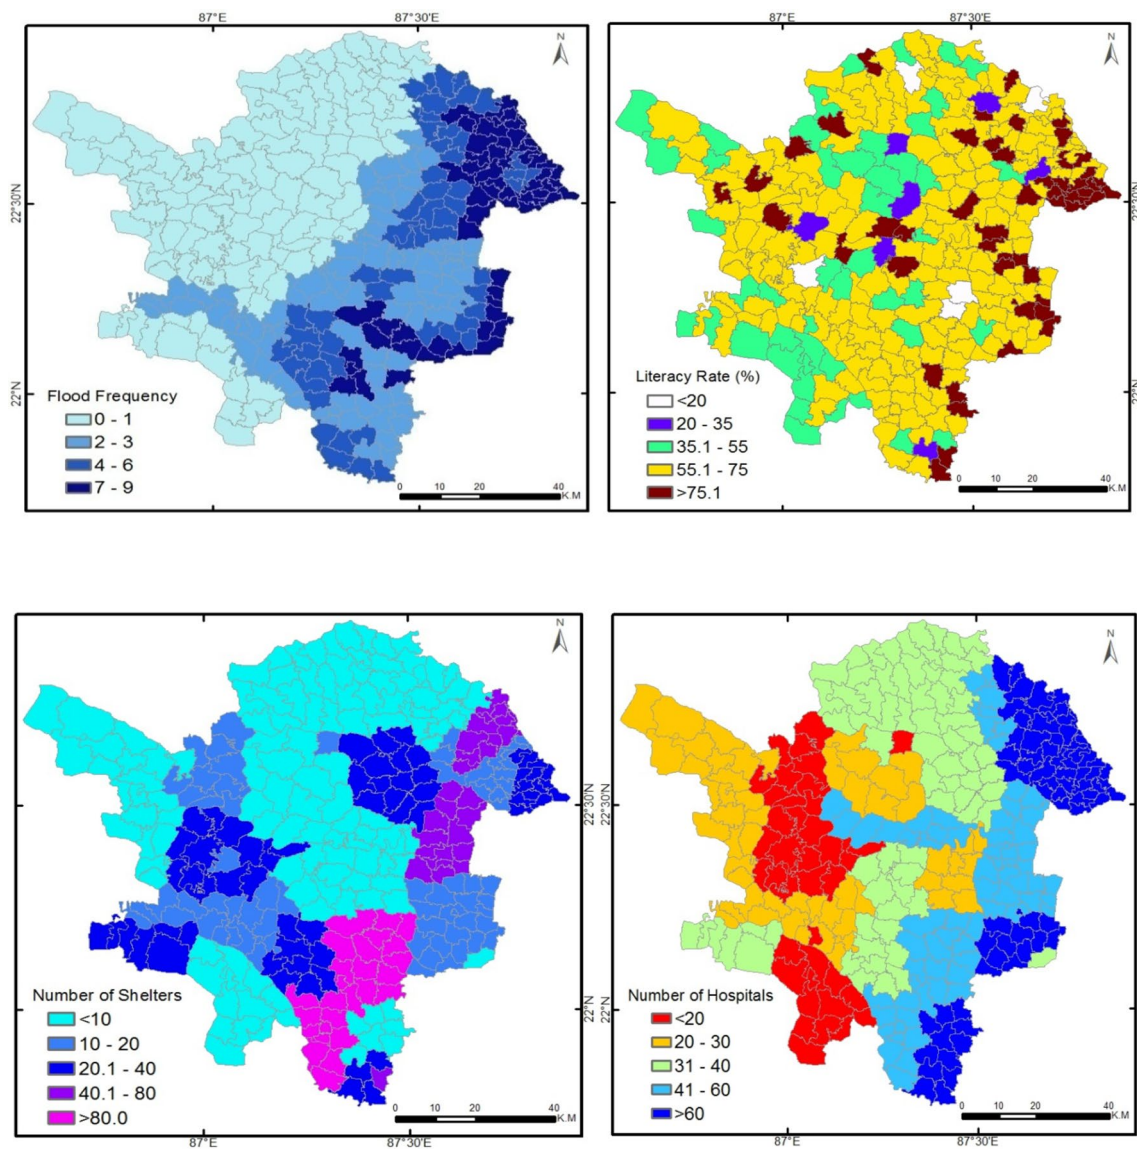 87°E 87°30'E
N
22°30'N
22°N
Flood Frequency
0 - 1
2 - 3
4 - 6
7 - 9
0 10 20 40
K.M
87°E 87°30'E
N
22°30'N
22°N
Literacy Rate (%)
<20
20 - 35
35.1 - 55
55.1 - 75
>75.1
0 10 20 40
K.M
N
22°30'N
22°N
Number of Shelters
<10
10 - 20
20.1 - 40
40.1 - 80
>80.0
0 10 20 40
K.M
87°E 87°30'E
N
22°30'N
22°N
Number of Hospitals
<20
20 - 30
31 - 40
41 - 60
>60
0 10 20 40
K.M
87°E 87°30'E